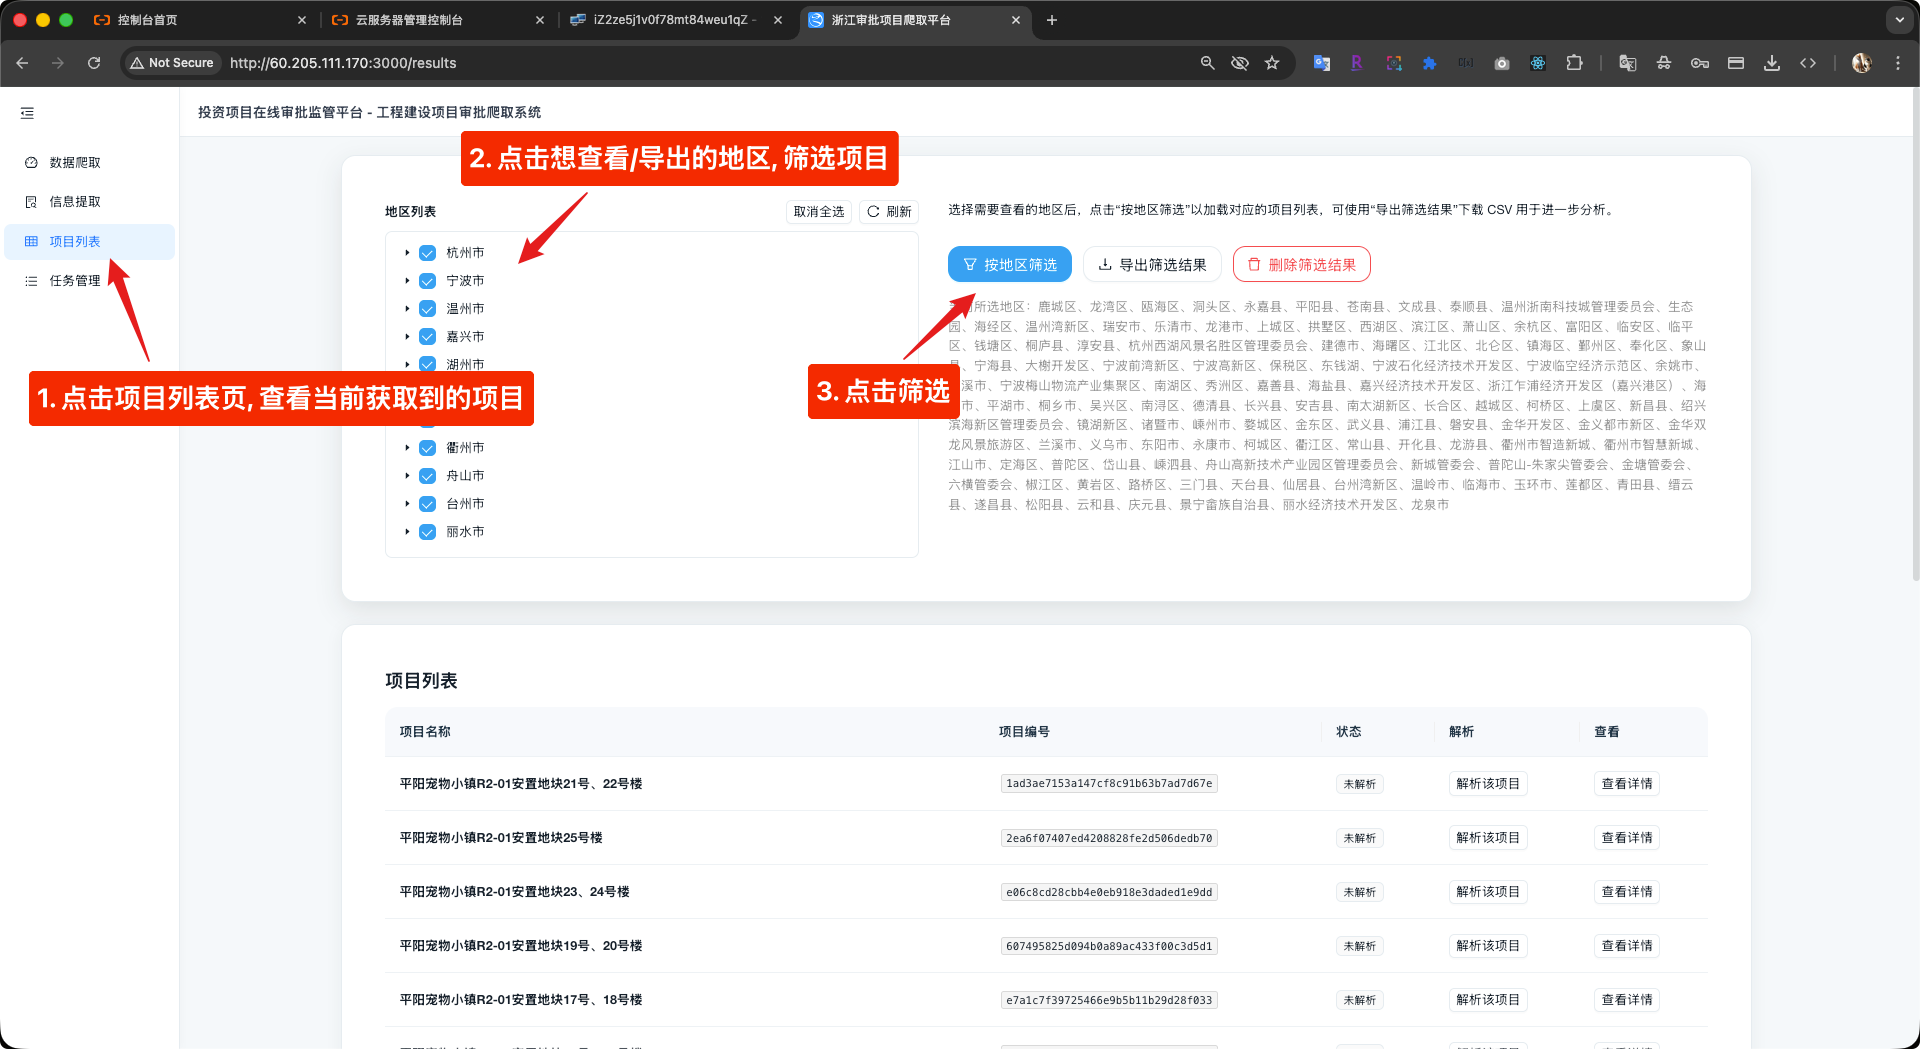 控制台首页
云服务器管理控制台
iZ2ze5j1v0f78mt84weu1qZ -
浙江审批项目爬取平台
Not Secure
http://60.205.111.170:3000/results
投资项目在线审批监管平台 - 工程建设项目审批爬取系统
数据爬取
信息提取
项目列表
任务管理
1. 点击项目列表页, 查看当前获取到的项目
2. 点击想查看/导出的地区, 筛选项目
3. 点击筛选
地区列表
取消全选
刷新
杭州市
宁波市
温州市
嘉兴市
湖州市
衢州市
舟山市
台州市
丽水市
选择需要查看的地区后，点击“按地区筛选”以加载对应的项目列表，可使用“导出筛选结果”下载 CSV 用于进一步分析。
按地区筛选
导出筛选结果
删除筛选结果
所选地区：鹿城区、龙湾区、瓯海区、洞头区、永嘉县、平阳县、苍南县、文成县、泰顺县、温州浙南科技城管理委员会、生态
园、海经区、温州湾新区、瑞安市、乐清市、龙港市、上城区、拱墅区、西湖区、滨江区、萧山区、余杭区、富阳区、临安区、临平
区、钱塘区、桐庐县、淳安县、杭州西湖风景名胜区管理委员会、建德市、海曙区、江北区、北仑区、镇海区、鄞州区、奉化区、象山
、宁海县、大榭开发区、宁波前湾新区、宁波高新区、保税区、东钱湖、宁波石化经济技术开发区、宁波临空经济示范区、余姚市、
溪市、宁波梅山物流产业集聚区、南湖区、秀洲区、嘉善县、海盐县、嘉兴经济技术开发区、浙江乍浦经济开发区（嘉兴港区）、海
市、平湖市、桐乡市、吴兴区、南浔区、德清县、长兴县、安吉县、南太湖新区、长合区、越城区、柯桥区、上虞区、新昌县、绍兴
滨海新区管理委员会、镜湖新区、诸暨市、嵊州市、婺城区、金东区、武义县、浦江县、磐安县、金华开发区、金义都市新区、金华双
龙风景旅游区、兰溪市、义乌市、东阳市、永康市、柯城区、衢江区、常山县、开化县、龙游县、衢州市智造新城、衢州市智慧新城、
江山市、定海区、普陀区、岱山县、嵊泗县、舟山高新技术产业园区管理委员会、新城管委会、普陀山-朱家尖管委会、金塘管委会、
六横管委会、椒江区、黄岩区、路桥区、三门县、天台县、仙居县、台州湾新区、温岭市、临海市、玉环市、莲都区、青田县、缙云
县、遂昌县、松阳县、云和县、庆元县、景宁畲族自治县、丽水经济技术开发区、龙泉市
项目列表
项目名称 项目编号 状态 解析 查看
平阳宠物小镇R2-01安置地块21号、22号楼 1ad3ae7153a147cf8c91b63b7ad7d67e 未解析 解析该项目 查看详情
平阳宠物小镇R2-01安置地块25号楼 2ea6f07407ed4208828fe2d506dedb70 未解析 解析该项目 查看详情
平阳宠物小镇R2-01安置地块23、24号楼 e06c8cd28cbb4e0eb918e3daded1e9dd 未解析 解析该项目 查看详情
平阳宠物小镇R2-01安置地块19号、20号楼 607495825d094b0a89ac433f00c3d5d1 未解析 解析该项目 查看详情
平阳宠物小镇R2-01安置地块17号、18号楼 e7a1c7f39725466e9b5b11b29d28f033 未解析 解析该项目 查看详情